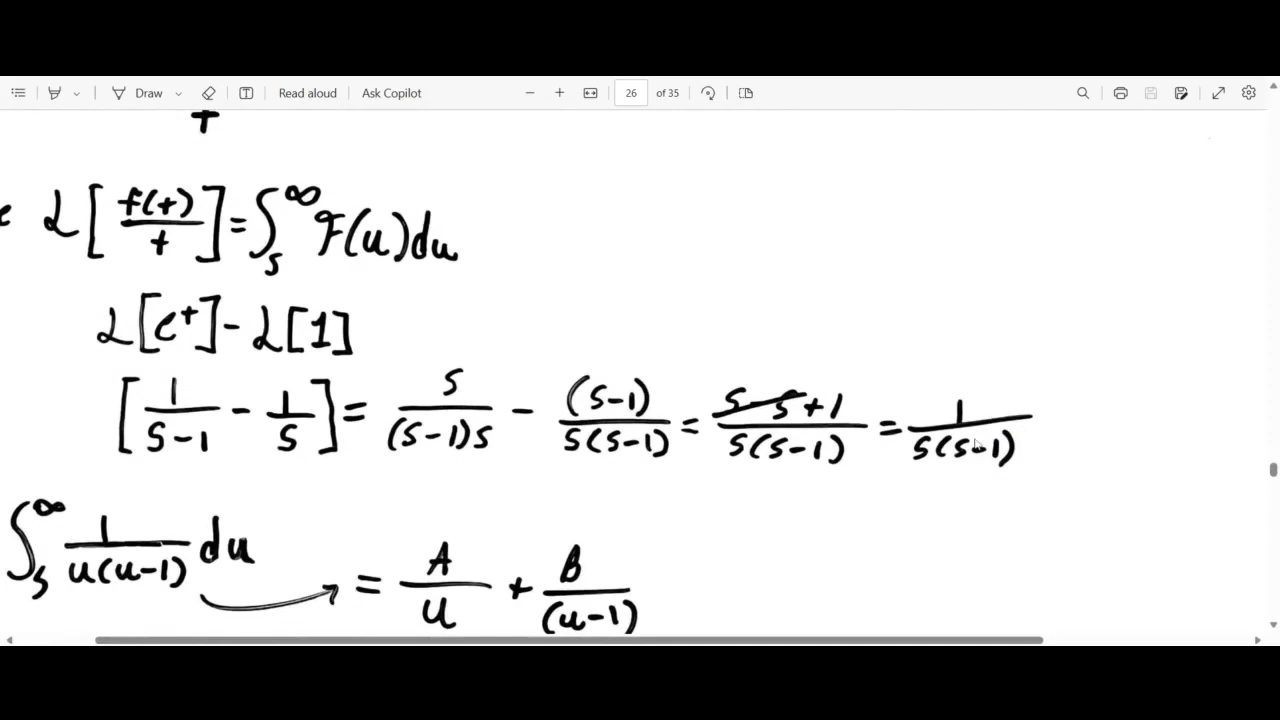 Draw Read aloud Ask Copilot 26 of 35
t
e ℒ[f(t)/t] = ∫_s^∞ F(u)du
ℒ[e^t] - ℒ[1]
[1/(s-1) - 1/s] = s/((s-1)s) - (s-1)/(s(s-1)) = (s-s+1)/(s(s-1)) = 1/(s(s-1))
∫_s^∞ 1/(u(u-1)) du = A/u + B/(u-1)